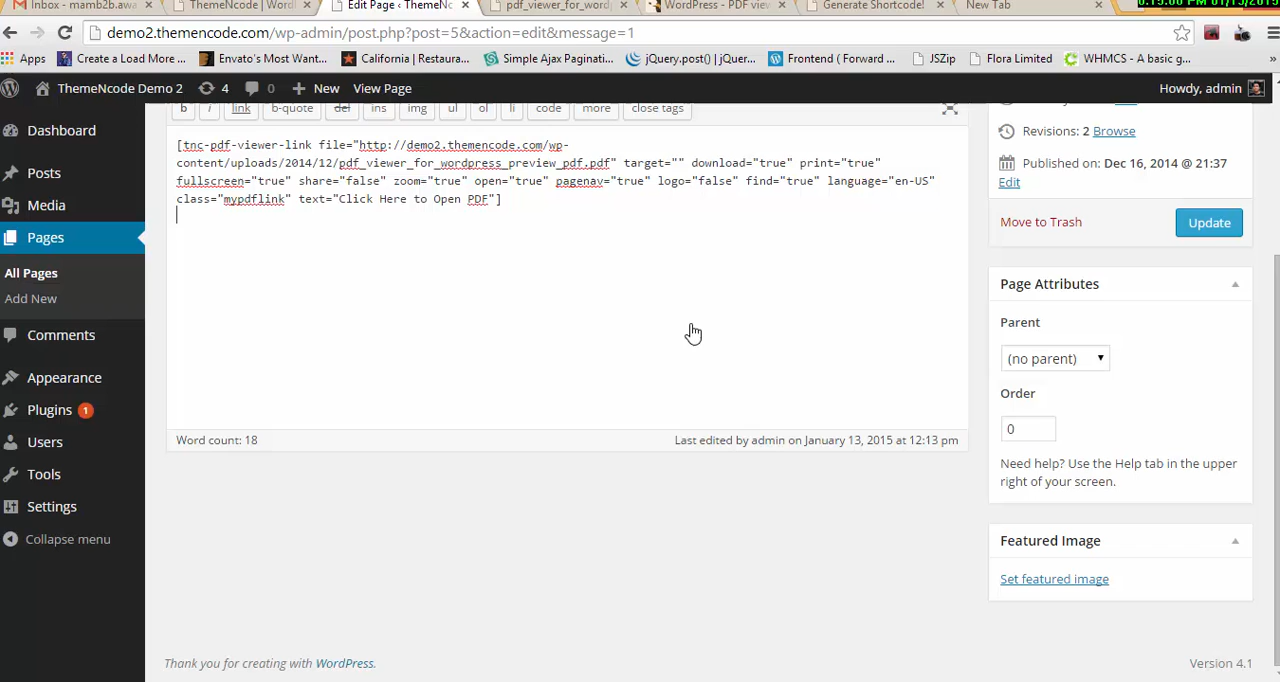 Inbox - mamb2b.awa
ThemeNcode | Word
Edit Page ‹ ThemeNc
pdf_viewer_for_word
WordPress - PDF view
Generate Shortcode!
New Tab
demo2.themencode.com/wp-admin/post.php?post=5&action=edit&message=1
Apps
Create a Load More ...
Envato's Most Want...
California | Restaura...
Simple Ajax Paginati...
jQuery.post() | jQuer...
Frontend ( Forward ...
JSZip
Flora Limited
WHMCS - A basic g...
»
ThemeNcode Demo 2
4
0
New
View Page
Howdy, admin
Dashboard
Posts
Media
Pages
All Pages
Add New
Comments
Appearance
Plugins 1
Users
Tools
Settings
Collapse menu
b
i
link
b-quote
del
ins
img
ul
ol
li
code
more
close tags
[tnc-pdf-viewer-link file="http://demo2.themencode.com/wp-
content/uploads/2014/12/pdf_viewer_for_wordpress_preview_pdf.pdf" target="" download="true" print="true"
fullscreen="true" share="false" zoom="true" open="true" pagenav="true" logo="false" find="true" language="en-US"
class="mypdflink" text="Click Here to Open PDF"]
Word count: 18
Last edited by admin on January 13, 2015 at 12:13 pm
Revisions: 2 Browse
Published on: Dec 16, 2014 @ 21:37
Edit
Move to Trash
Update
Page Attributes
Parent
(no parent)
Order
0
Need help? Use the Help tab in the upper
right of your screen.
Featured Image
Set featured image
Thank you for creating with WordPress.
Version 4.1